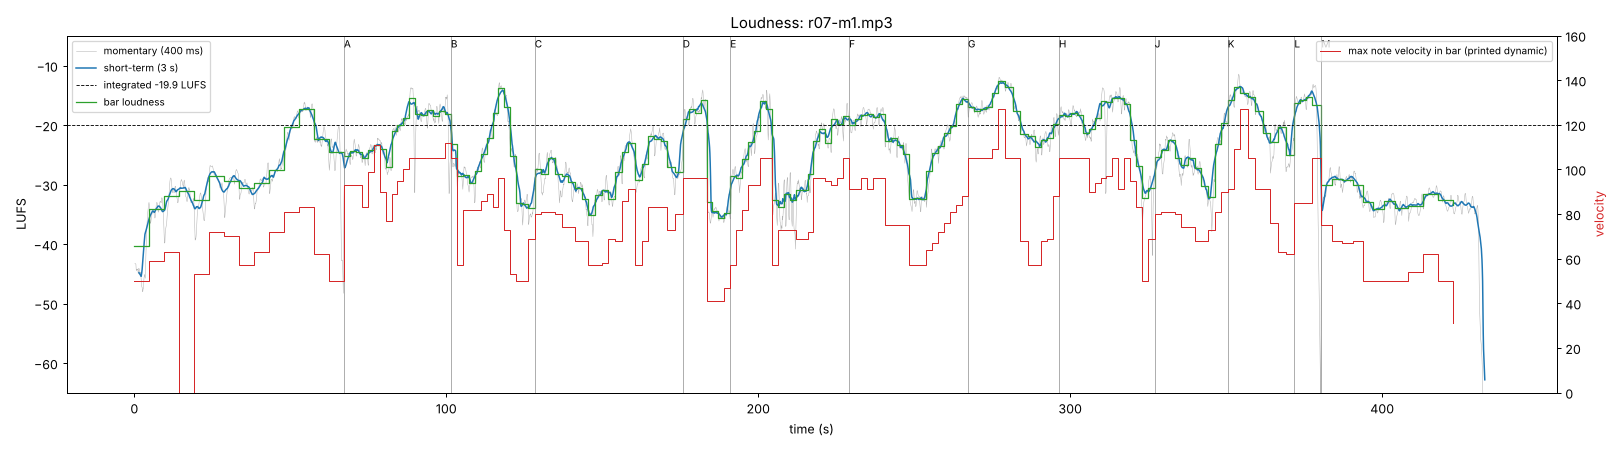 Loudness: r07-m1.mp3
momentary (400 ms)
short-term (3 s)
integrated -19.9 LUFS
bar loudness
A B C D E F G H J K L M
max note velocity in bar (printed dynamic)
−10
−20
−30
−40
−50
−60
LUFS
160
140
120
100
80
60
40
20
0
velocity
0 100 200 300 400
time (s)